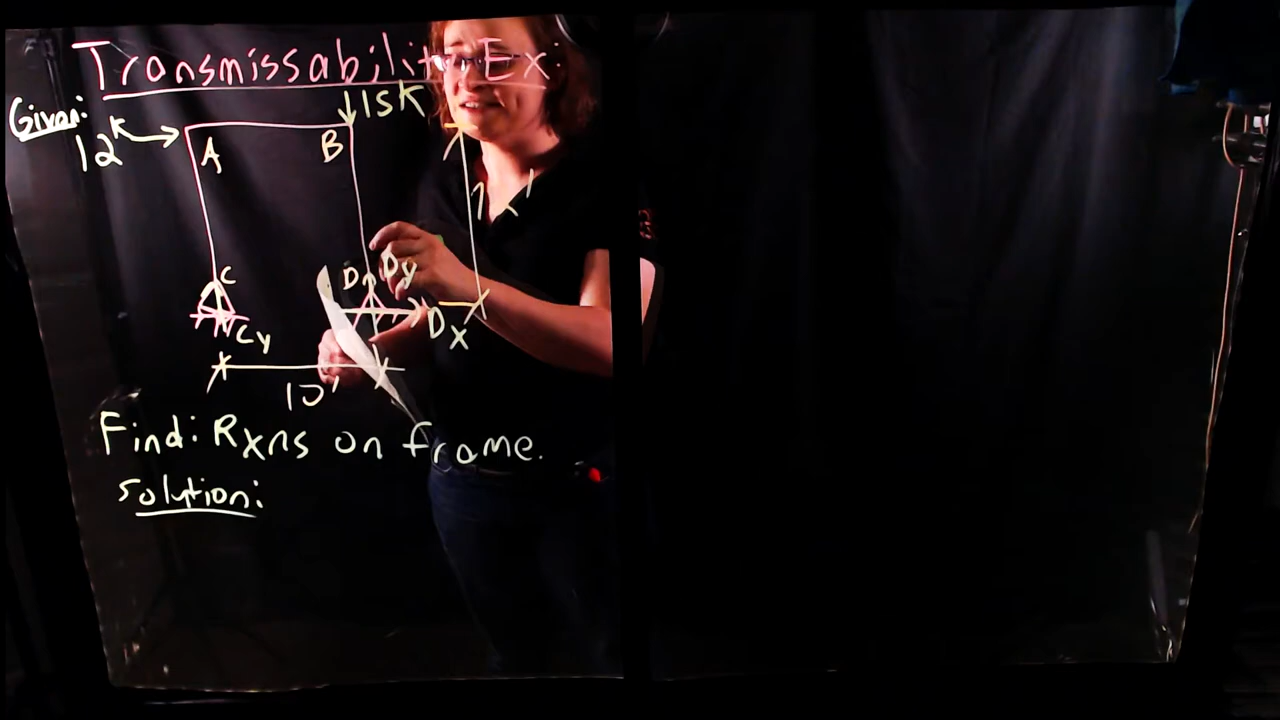 Transmissability Ex:
Given:
12K
15K
A
B
C
D
Dy
Dx
Cy
10'
Find: Rxns on frame.
Solution: